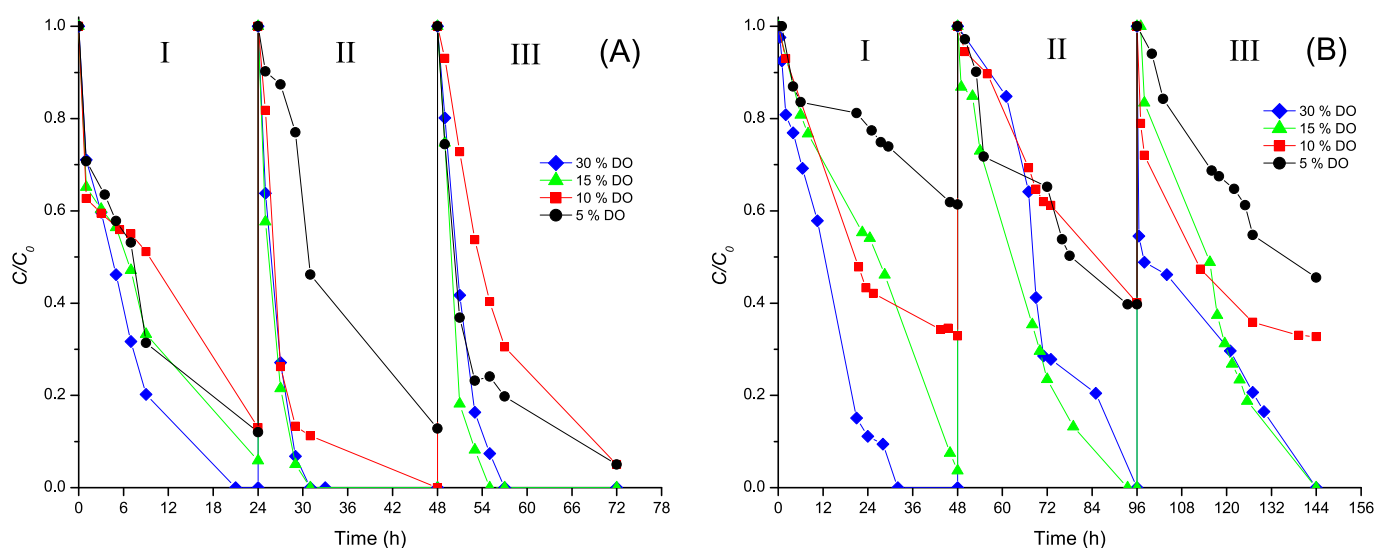 I
II
III
(A)
30 % DO
15 % DO
10 % DO
5 % DO
C/C0
1.0
0.8
0.6
0.4
0.2
0.0
0 6 12 18 24 30 36 42 48 54 60 66 72 78
Time (h)
I
II
III
(B)
30 % DO
15 % DO
10 % DO
5 % DO
C/C0
1.0
0.8
0.6
0.4
0.2
0.0
0 12 24 36 48 60 72 84 96 108 120 132 144 156
Time (h)